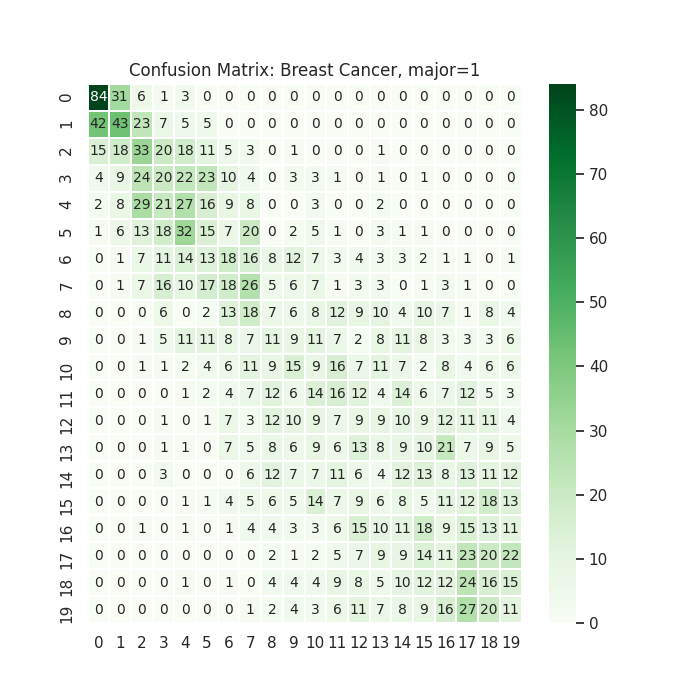 Confusion Matrix: Breast Cancer, major=1
0 84 31 6 1 3 0 0 0 0 0 0 0 0 0 0 0 0 0 0 0
1 42 43 23 7 5 5 0 0 0 0 0 0 0 0 0 0 0 0 0 0
2 15 18 33 20 18 11 5 3 0 1 0 0 0 1 0 0 0 0 0 0
3 4 9 24 20 22 23 10 4 0 3 3 1 0 1 0 1 0 0 0 0
4 2 8 29 21 27 16 9 8 0 0 3 0 0 2 0 0 0 0 0 0
5 1 6 13 18 32 15 7 20 0 2 5 1 0 3 1 1 0 0 0 0
6 0 1 7 11 14 13 18 16 8 12 7 3 4 3 3 2 1 1 0 1
7 0 1 7 16 10 17 18 26 5 6 7 1 3 3 0 1 3 1 0 0
8 0 0 0 6 0 2 13 18 7 6 8 12 9 10 4 10 7 1 8 4
9 0 0 1 5 11 11 8 7 11 9 11 7 2 8 11 8 3 3 3 6
10 0 0 1 1 2 4 6 11 9 15 9 16 7 11 7 2 8 4 6 6
11 0 0 0 0 1 2 4 7 12 6 14 16 12 4 14 6 7 12 5 3
12 0 0 0 1 0 1 7 3 12 10 9 7 9 9 10 9 12 11 11 4
13 0 0 0 1 1 0 7 5 8 6 9 6 13 8 9 10 21 7 9 5
14 0 0 0 3 0 0 0 6 12 7 7 11 6 4 12 13 8 13 11 12
15 0 0 0 0 1 1 4 5 6 5 14 7 9 6 8 5 11 12 18 13
16 0 0 1 0 1 0 1 4 4 3 3 6 15 10 11 18 9 15 13 11
17 0 0 0 0 0 0 0 0 2 1 2 5 7 9 9 14 11 23 20 22
18 0 0 0 0 1 0 1 0 4 4 4 9 8 5 10 12 12 24 16 15
19 0 0 0 0 0 0 0 1 2 4 3 6 11 7 8 9 16 27 20 11
0 1 2 3 4 5 6 7 8 9 10 11 12 13 14 15 16 17 18 19
80
70
60
50
40
30
20
10
0